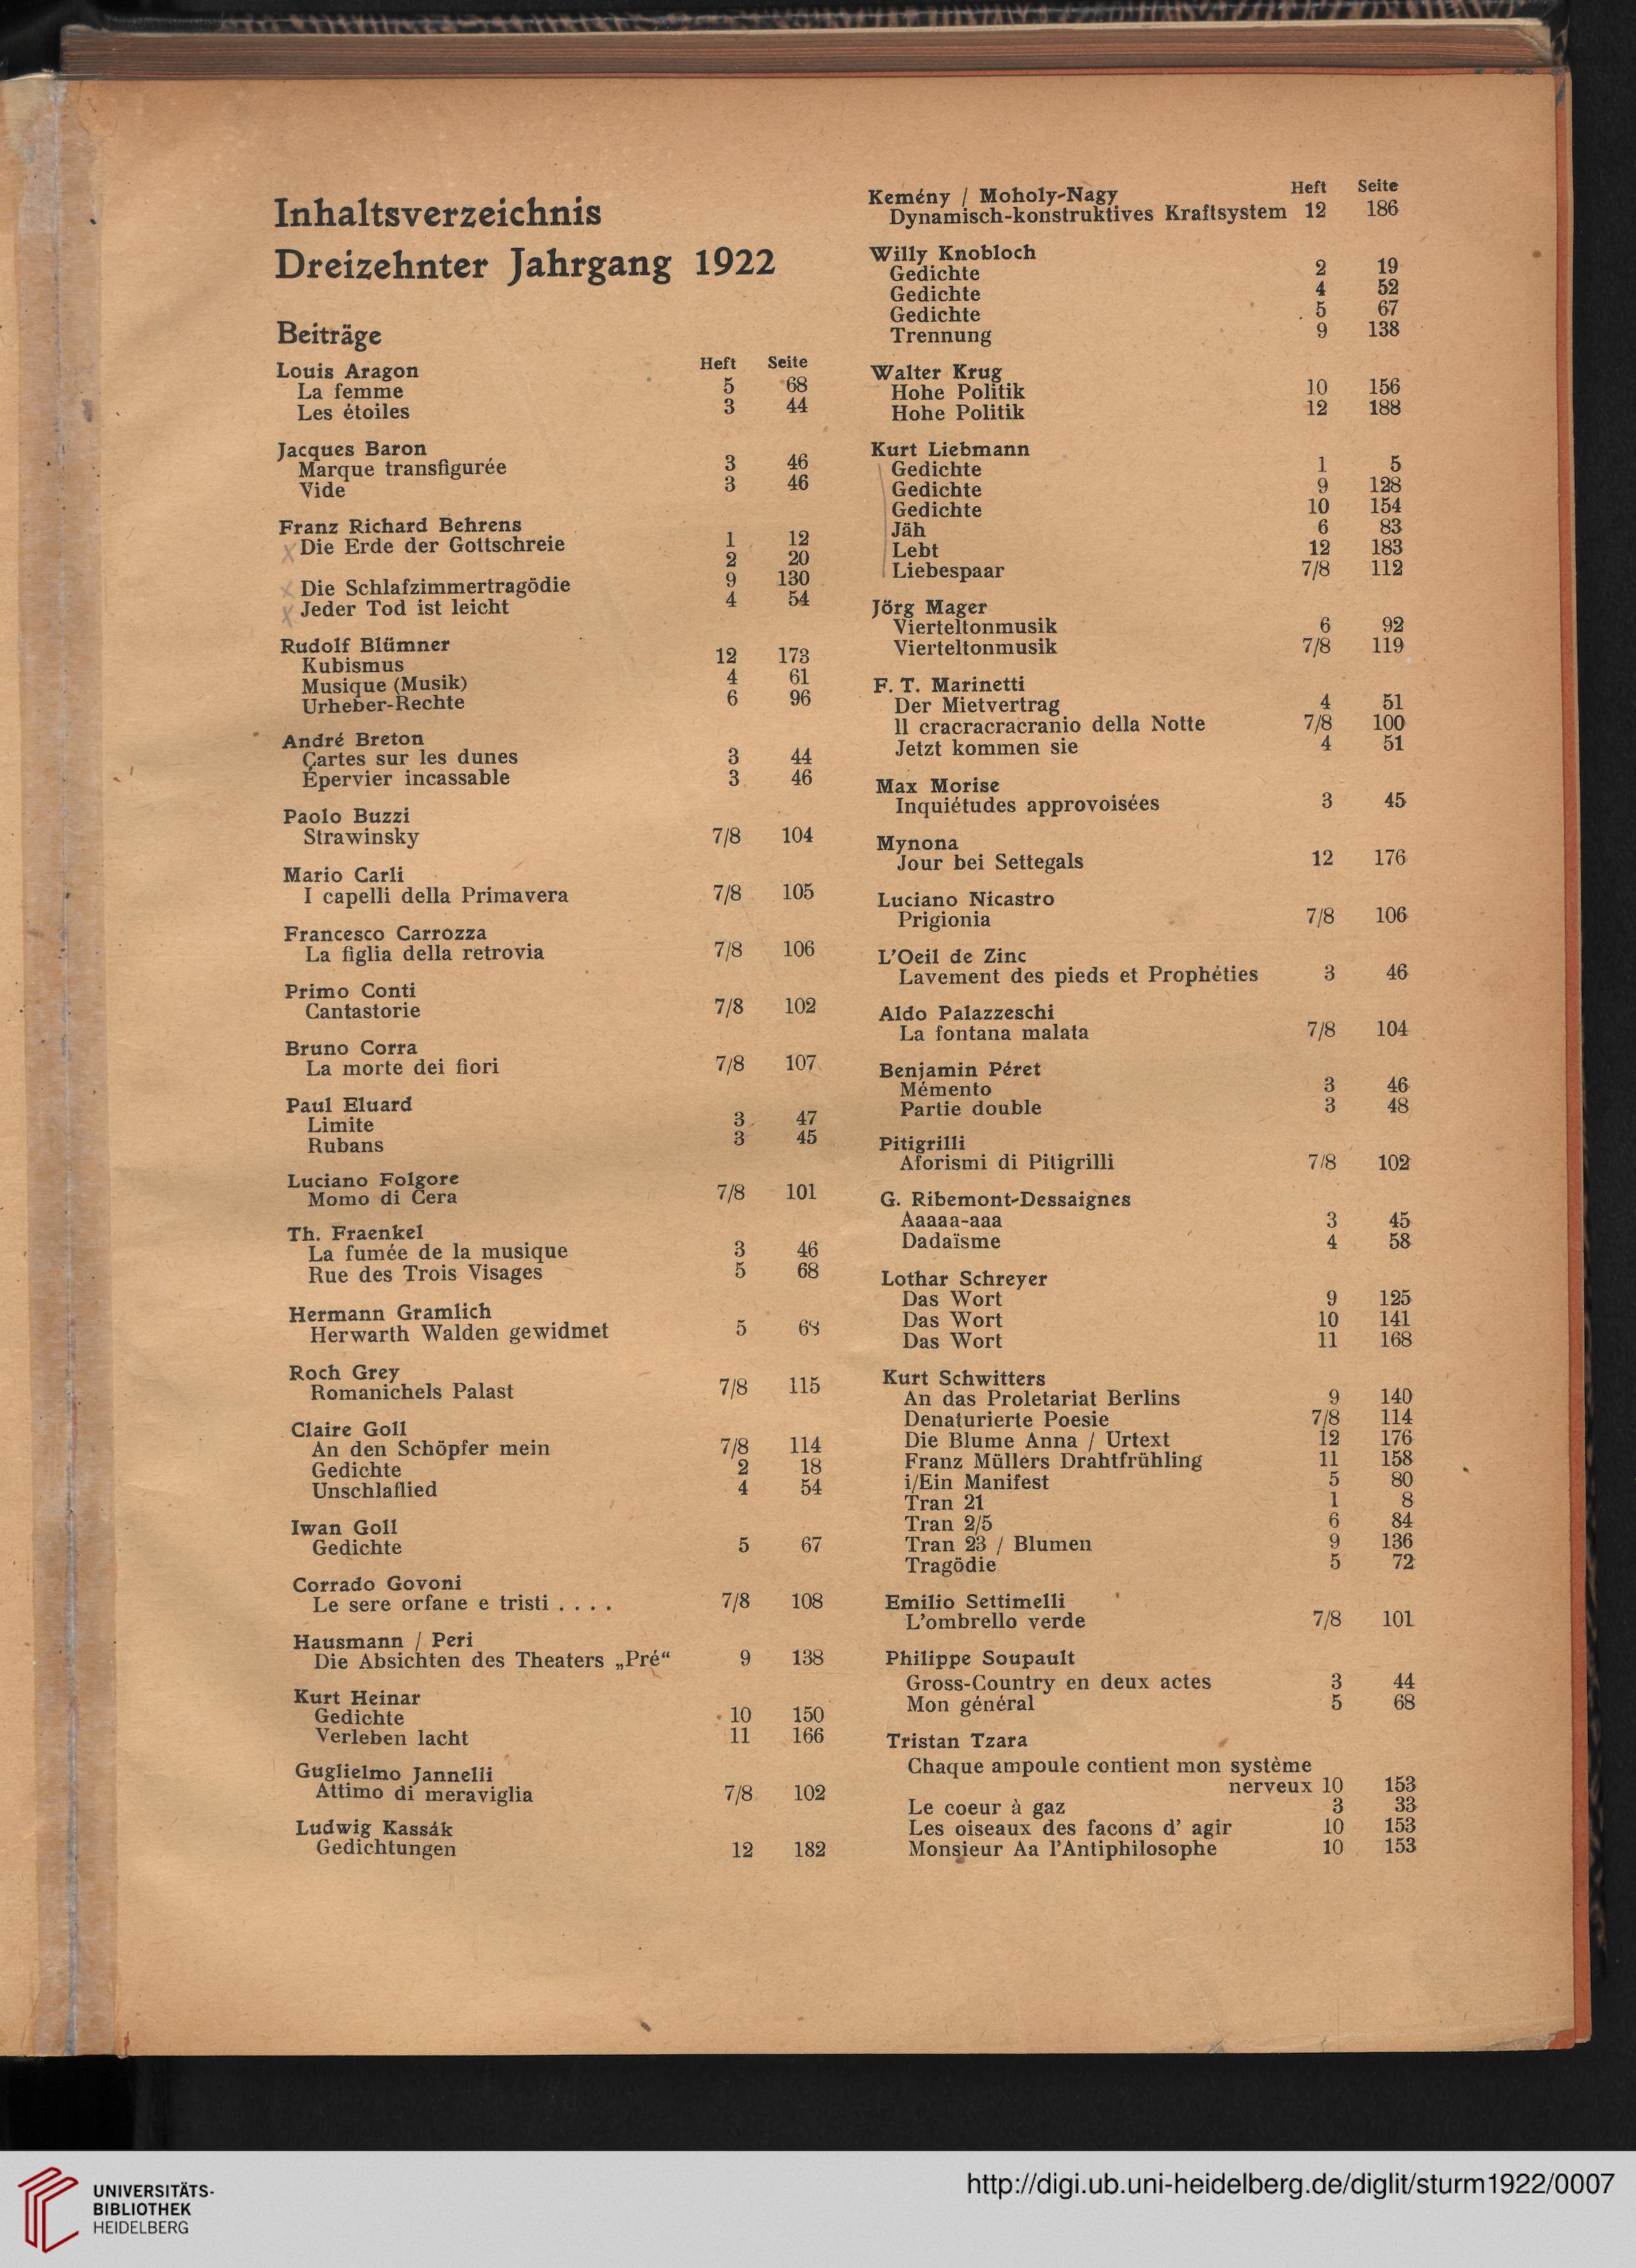 Inhaltsverzeichnis
Dreizehnter Jahrgang 1922
Beiträge
Heft Seite
Louis Aragon
La femme 5 68
Les étoiles 3 44
Jacques Baron
Marque transfigurée 3 46
Vide 3 46
Franz Richard Behrens
Die Erde der Gottschreie 1 12
2 20
Die Schlafzimmertragödie 9 130
Jeder Tod ist leicht 4 54
Rudolf Blümner
Kubismus 12 173
Musique (Musik) 4 61
Urheber-Rechte 6 96
André Breton
Cartes sur les dunes 3 44
Épervier incassable 3 46
Paolo Buzzi
Strawinsky 7/8 104
Mario Carli
I capelli della Primavera 7/8 105
Francesco Carrozza
La figlia della retrovia 7/8 106
Primo Conti
Cantastorie 7/8 102
Bruno Corra
La morte dei fiori 7/8 107
Paul Eluard
Limite 3 47
Rubans 3 45
Luciano Folgore
Momo di Cera 7/8 101
Th. Fraenkel
La fumée de la musique 3 46
Rue des Trois Visages 5 68
Hermann Gramlich
Herwarth Walden gewidmet 5 68
Roch Grey
Romanichels Palast 7/8 115
Claire Goll
An den Schöpfer mein 7/8 114
Gedichte 2 18
Unschlaflied 4 54
Iwan Goll
Gedichte 5 67
Corrado Govoni
Le sere orfane e tristi . . . . 7/8 108
Hausmann / Peri
Die Absichten des Theaters „Pré“ 9 138
Kurt Heinar
Gedichte 10 150
Verleben lacht 11 166
Guglielmo Jannelli
Attimo di meraviglia 7/8 102
Ludwig Kassák
Gedichtungen 12 182
Heft Seite
Kemény / Moholy-Nagy
Dynamisch-konstruktives Kraftsystem 12 186
Willy Knobloch
Gedichte 2 19
Gedichte 4 52
Gedichte 5 67
Trennung 9 138
Walter Krug
Hohe Politik 10 156
Hohe Politik 12 188
Kurt Liebmann
Gedichte 1 5
Gedichte 9 128
Gedichte 10 154
Jäh 6 83
Lebt 12 183
Liebespaar 7/8 112
Jörg Mager
Vierteltonmusik 6 92
Vierteltonmusik 7/8 119
F. T. Marinetti
Der Mietvertrag 4 51
Il cracracracranio della Notte 7/8 100
Jetzt kommen sie 4 51
Max Morise
Inquiétudes approvoisées 3 45
Mynona
Jour bei Settegals 12 176
Luciano Nicastro
Prigionia 7/8 106
L'Oeil de Zinc
Lavement des pieds et Prophéties 3 46
Aldo Palazzeschi
La fontana malata 7/8 104
Benjamin Péret
Mémento 3 46
Partie double 3 48
Pitigrilli
Aforismi di Pitigrilli 7/8 102
G. Ribemont-Dessaignes
Aaaaa-aaa 3 45
Dadaïsme 4 58
Lothar Schreyer
Das Wort 9 125
Das Wort 10 141
Das Wort 11 168
Kurt Schwitters
An das Proletariat Berlins 9 140
Denaturierte Poesie 7/8 114
Die Blume Anna / Urtext 12 176
Franz Müllers Drahtfrühling 11 158
i/Ein Manifest 5 80
Tran 21 1 8
Tran 2/5 6 84
Tran 23 / Blumen 9 136
Tragödie 5 72
Emilio Settimelli
L'ombrello verde 7/8 101
Philippe Soupault
Gross-Country en deux actes 3 44
Mon général 5 68
Tristan Tzara
Chaque ampoule contient mon système
nerveux 10 153
Le coeur à gaz 3 33
Les oiseaux des facons d' agir 10 153
Monsieur Aa l'Antiphilosophe 10 153
UNIVERSITÄTS-
BIBLIOTHEK
HEIDELBERG
http://digi.ub.uni-heidelberg.de/diglit/sturm1922/0007